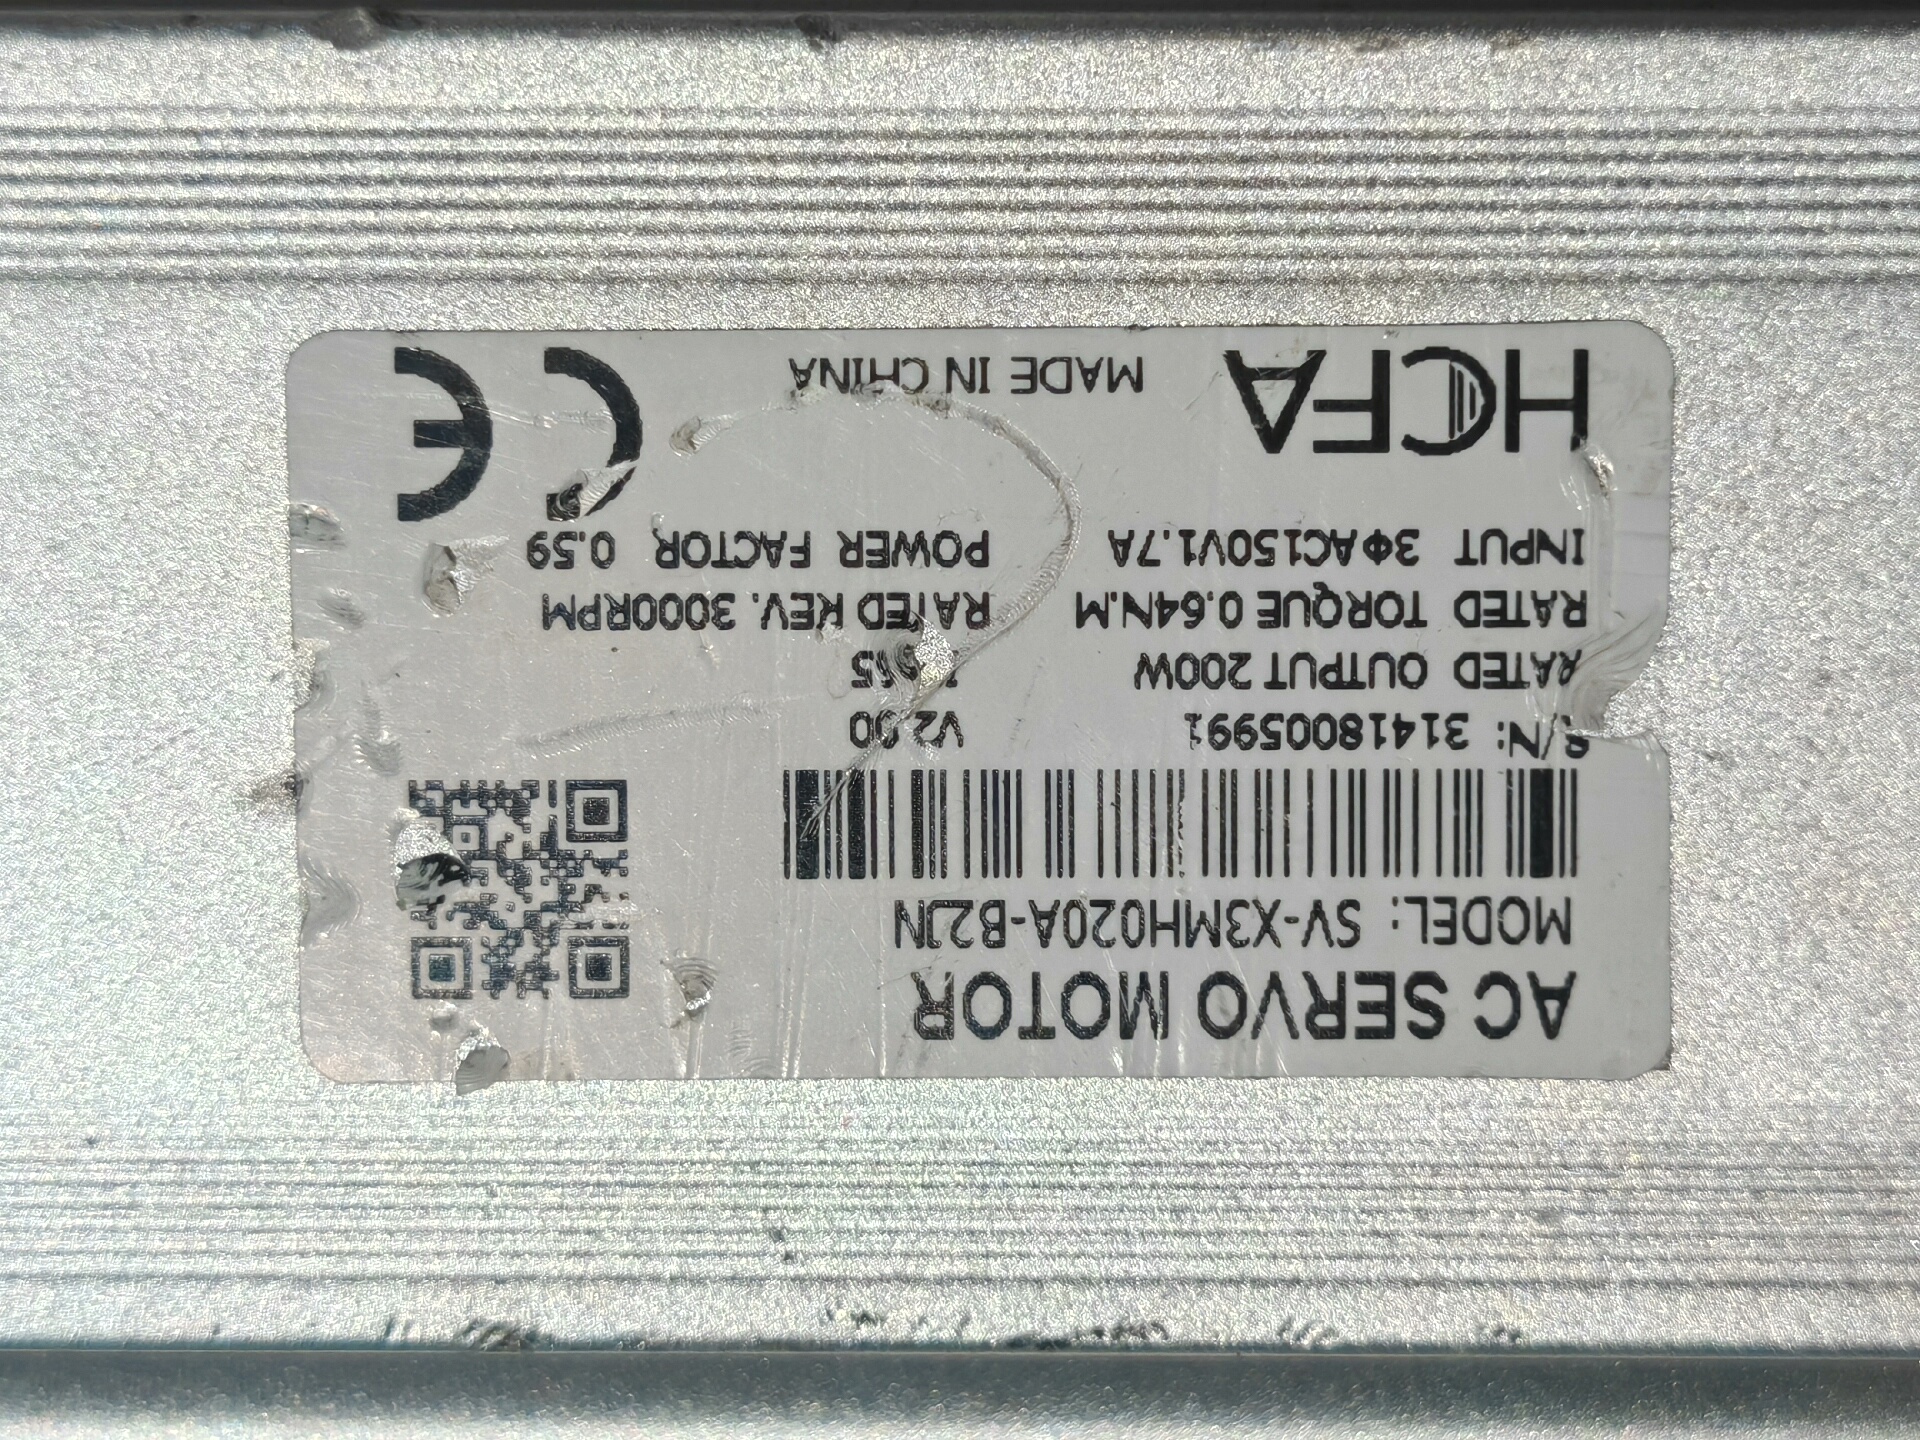 AC SERVO MOTOR
MODEL: SV-X3MH020A-B2JN
S/N: 31418005991 V2.00
RATED OUTPUT 200W
RATED TORQUE 0.64N.M RATED REV. 3000RPM
INPUT 3ΦAC150V1.7A POWER FACTOR 0.59
HCFA MADE IN CHINA CE